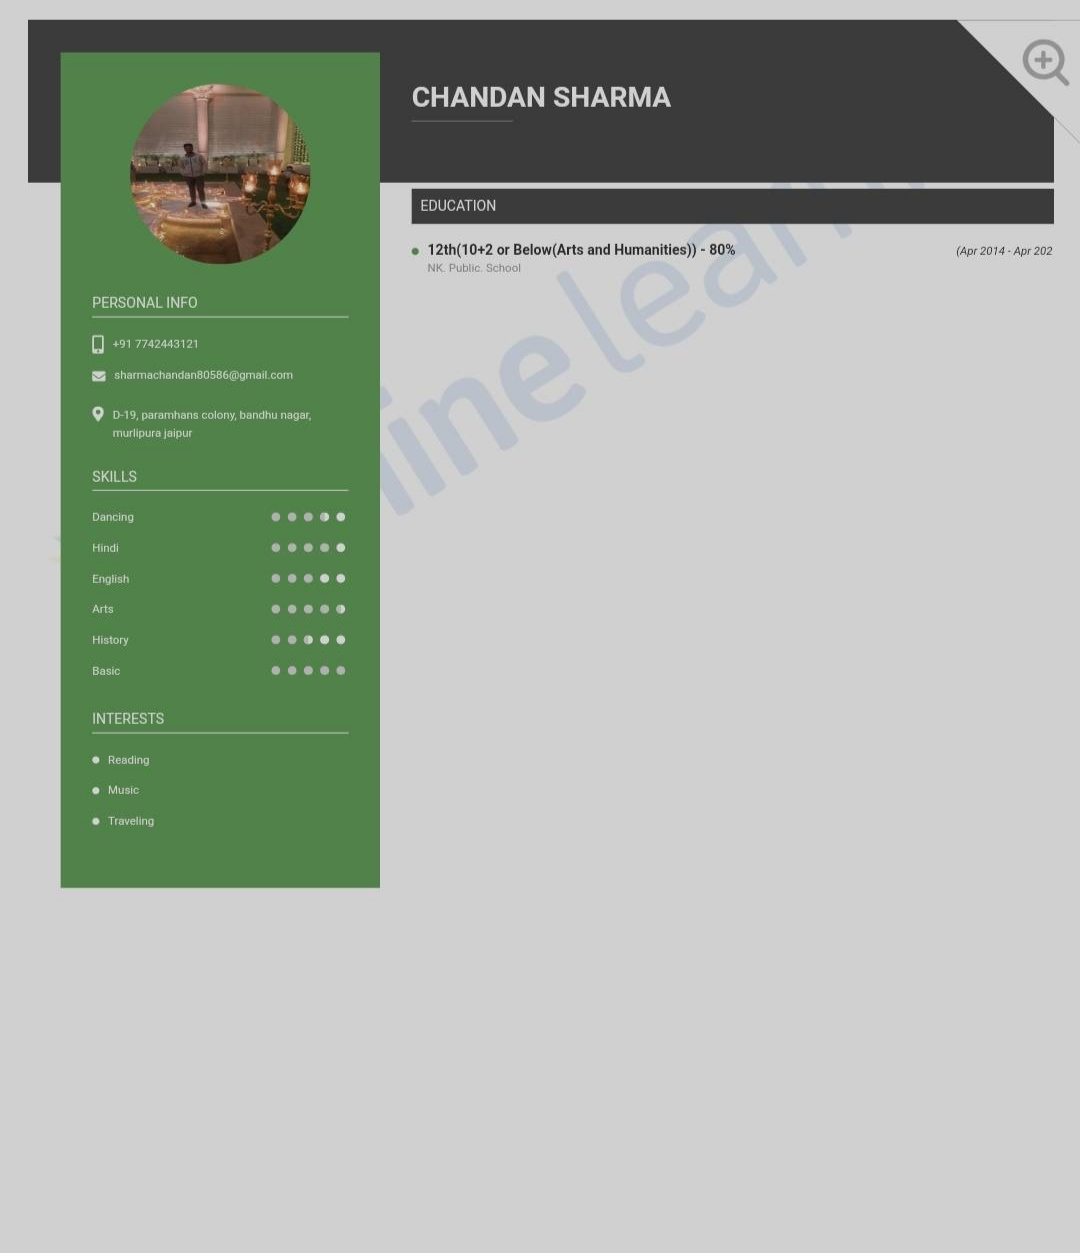 CHANDAN SHARMA
EDUCATION
12th(10+2 or Below(Arts and Humanities)) - 80%
(Apr 2014 - Apr 202
NK. Public. School
PERSONAL INFO
+91 7742443121
sharmachandan80586@gmail.com
D-19, paramhans colony, bandhu nagar,
murlipura jaipur
SKILLS
Dancing
Hindi
English
Arts
History
Basic
INTERESTS
Reading
Music
Traveling